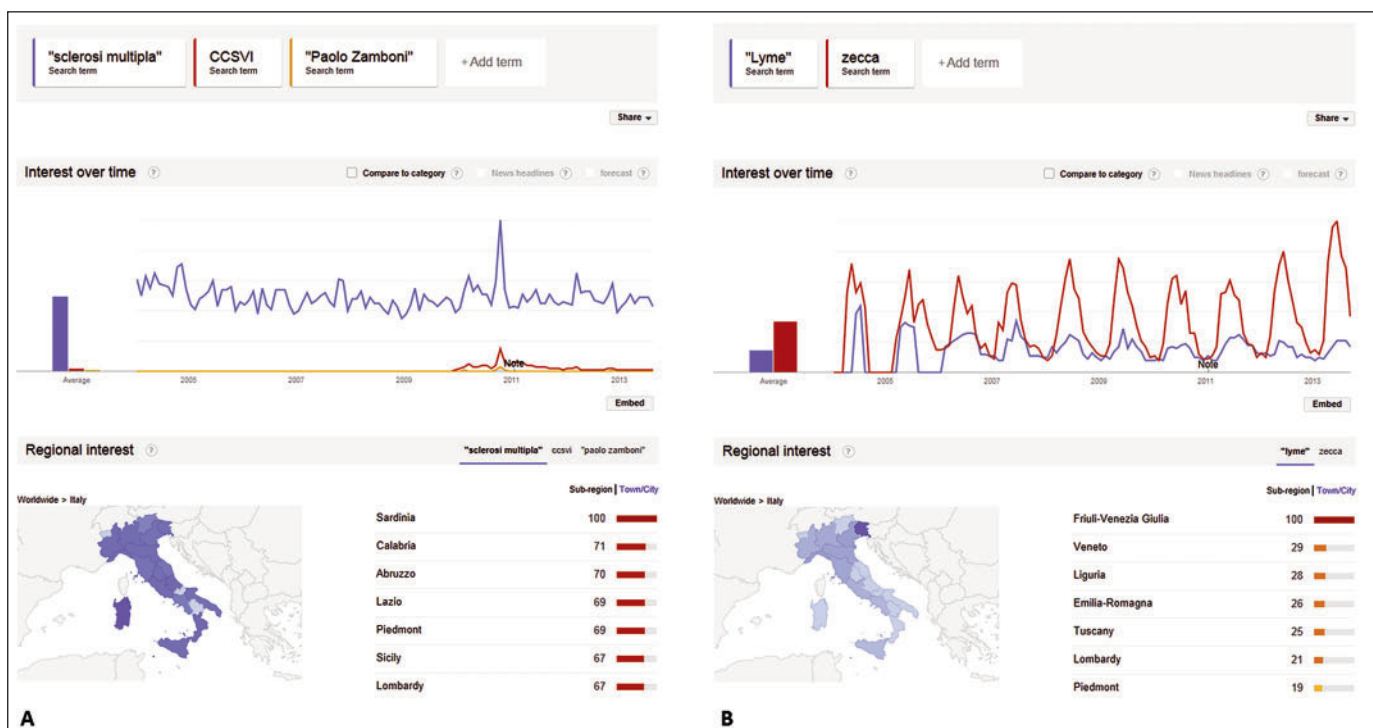 "sclerosi multipla" CCSVI "Paolo Zamboni" +Add term
Search term Search term Search term
Share
Interest over time ? Compare to category ? News headlines ? forecast ?
Note
Average 2005 2007 2009 2011 2013
Embed
Regional interest ? "sclerosi multipla" ccsvi "paolo zamboni"
Sub-region | Town/City
Worldwide > Italy
Sardinia 100
Calabria 71
Abruzzo 70
Lazio 69
Piedmont 69
Sicily 67
Lombardy 67
A
"Lyme" zecca +Add term
Search term Search term
Share
Interest over time ? Compare to category ? News headlines ? forecast ?
Note
Average 2005 2007 2009 2011 2013
Embed
Regional interest ? "lyme" zecca
Sub-region | Town/City
Worldwide > Italy
Friuli-Venezia Giulia 100
Veneto 29
Liguria 28
Emilia-Romagna 26
Tuscany 25
Lombardy 21
Piedmont 19
B